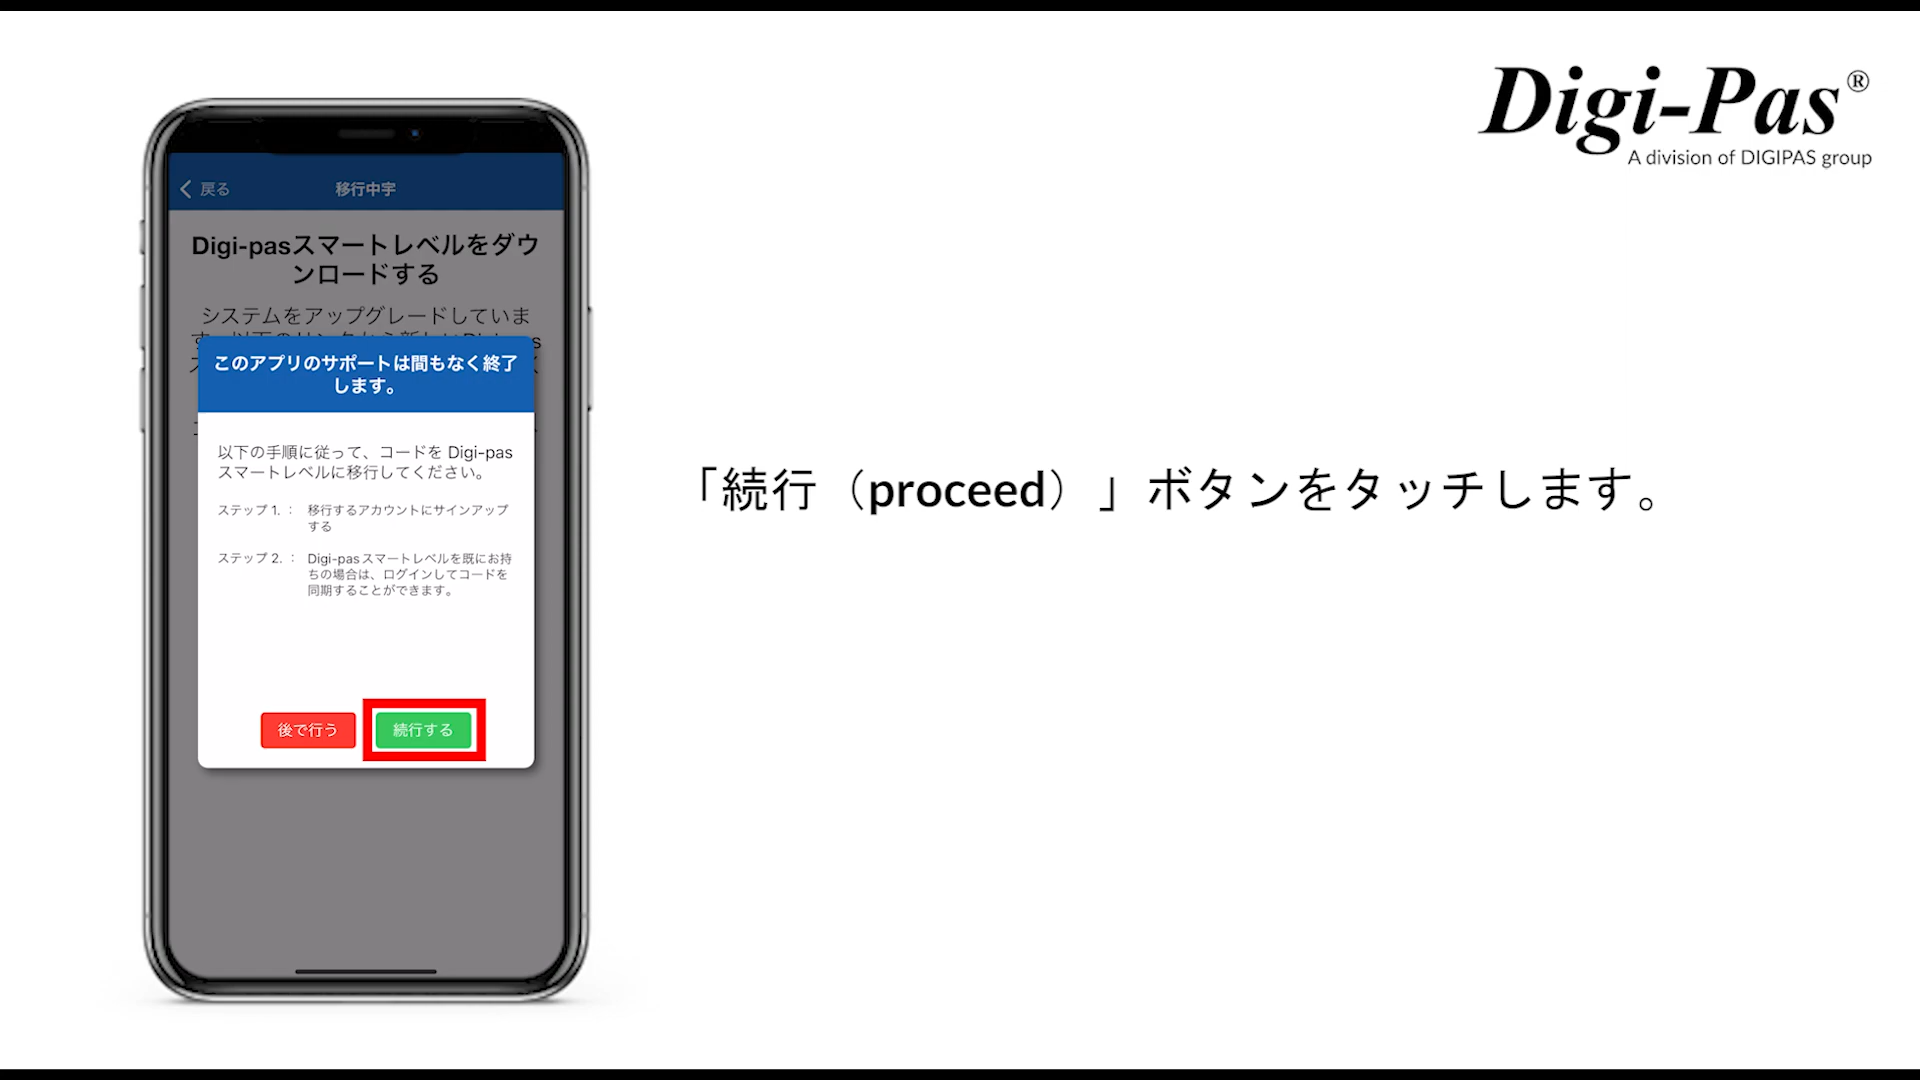 Digi-Pas®
A division of DIGIPAS group
戻る
移行中字
Digi-pasスマートレベルをダウ
ンロードする
システムをアップグレードしていま
このアプリのサポートは間もなく終了
します。
以下の手順に従って、コードを Digi-pas
スマートレベルに移行してください。
ステップ 1. : 移行するアカウントにサインアップ
する
ステップ 2. : Digi-pasスマートレベルを既にお持
ちの場合は、ログインしてコードを
同期することができます。
後で行う 続行する
「続行（proceed）」ボタンをタッチします。